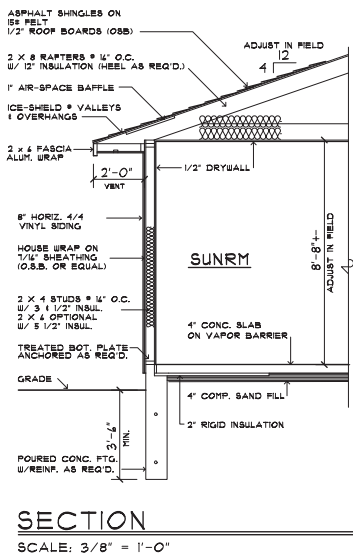 ASPHALT SHINGLES ON
15# FELT
1/2" ROOF BOARDS (OSB)
ADJUST IN FIELD
12
4
2 X 8 RAFTERS @ 16" O.C.
W/ 12" INSULATION (HEEL AS REQ'D.)
1" AIR-SPACE BAFFLE
ICE-SHIELD @ VALLEYS
& OVERHANGS
2 x 6 FASCIA
ALUM. WRAP
2'-0"
VENT
1/2" DRYWALL
8" HORIZ. 4/4
VINYL SIDING
HOUSE WRAP ON
7/16" SHEATHING
(O.S.B. OR EQUAL)
SUNRM
8'-8"+-
ADJUST IN FIELD
2 X 4 STUDS @ 16" O.C.
W/ 3 1/2" INSUL.
2 X 6 OPTIONAL
W/ 5 1/2" INSUL.
4" CONC. SLAB
ON VAPOR BARRIER
TREATED BOT. PLATE
ANCHORED AS REQ'D.
GRADE
4" COMP. SAND FILL
3'-6"
MIN.
2" RIGID INSULATION
POURED CONC. FTG.
W/REINF. AS REQ'D.
SECTION
SCALE: 3/8" = 1'-0"